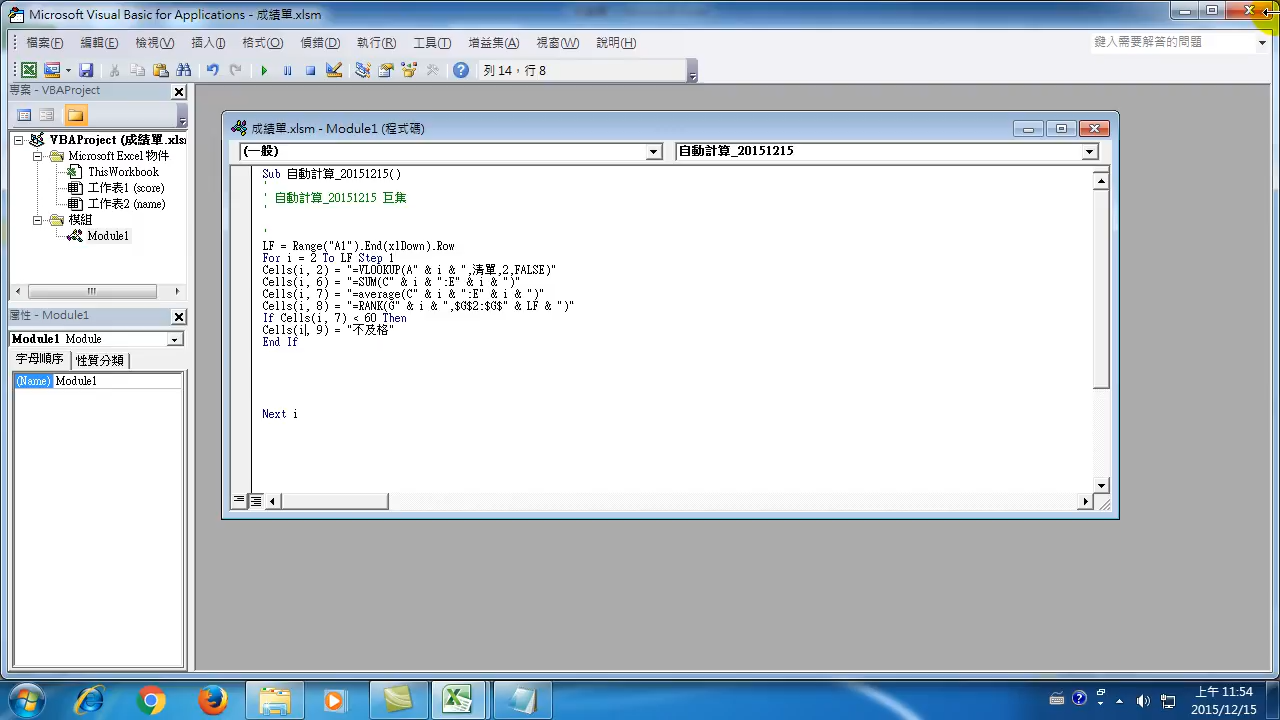 Microsoft Visual Basic for Applications - 成績單.xlsm
檔案(F) 編輯(E) 檢視(V) 插入(I) 格式(O) 偵錯(D) 執行(R) 工具(T) 增益集(A) 視窗(W) 說明(H) 鍵入需要解答的問題
列 14，行 8
專案 - VBAProject
VBAProject (成績單.xls
Microsoft Excel 物件
ThisWorkbook
工作表1 (score)
工作表2 (name)
模組
Module1
屬性 - Module1
Module1 Module
字母順序 性質分類
(Name) Module1
成績單.xlsm - Module1 (程式碼)
(一般) 自動計算_20151215
Sub 自動計算_20151215()
'
' 自動計算_20151215 巨集
'
'
LF = Range("A1").End(xlDown).Row
For i = 2 To LF Step 1
Cells(i, 2) = "=VLOOKUP(A" & i & ",清單,2,FALSE)"
Cells(i, 6) = "=SUM(C" & i & ":E" & i & ")"
Cells(i, 7) = "=average(C" & i & ":E" & i & ")"
Cells(i, 8) = "=RANK(G" & i & ",$G$2:$G$" & LF & ")"
If Cells(i, 7) < 60 Then
Cells(i, 9) = "不及格"
End If
Next i
上午 11:54
2015/12/15